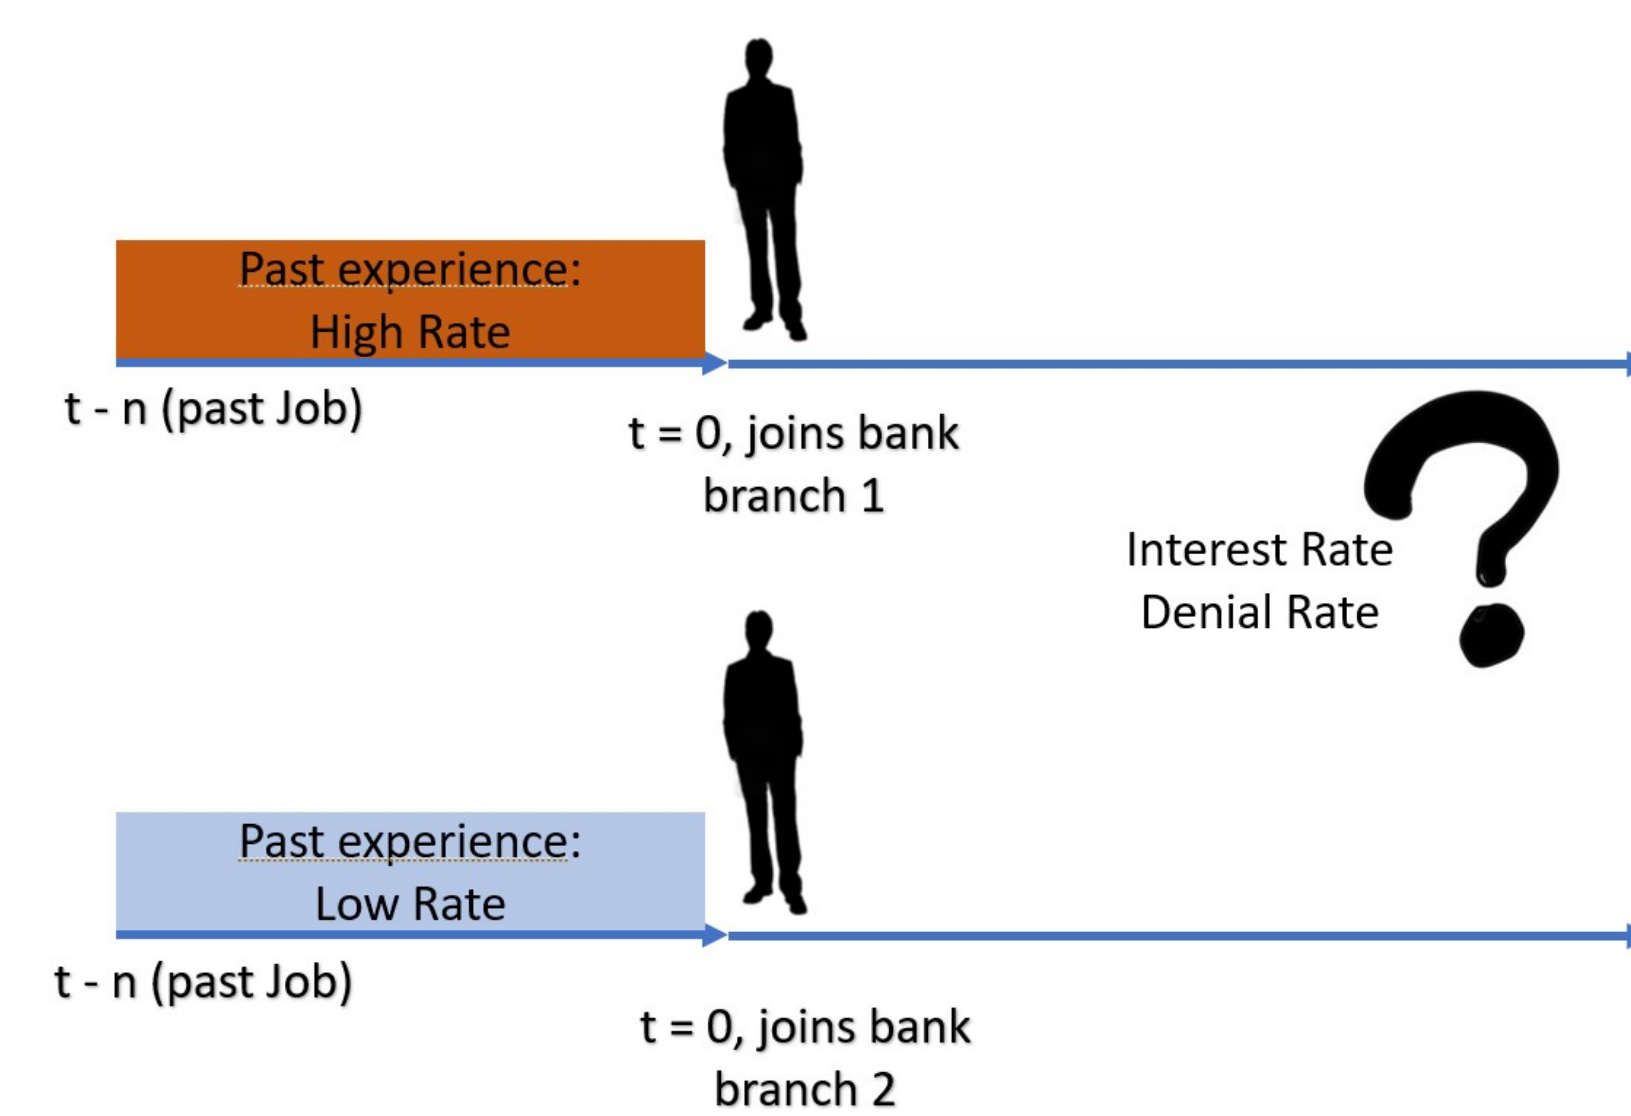 Past experience:
High Rate
t - n (past Job)
t = 0, joins bank
branch 1
Interest Rate
Denial Rate
Past experience:
Low Rate
t - n (past Job)
t = 0, joins bank
branch 2